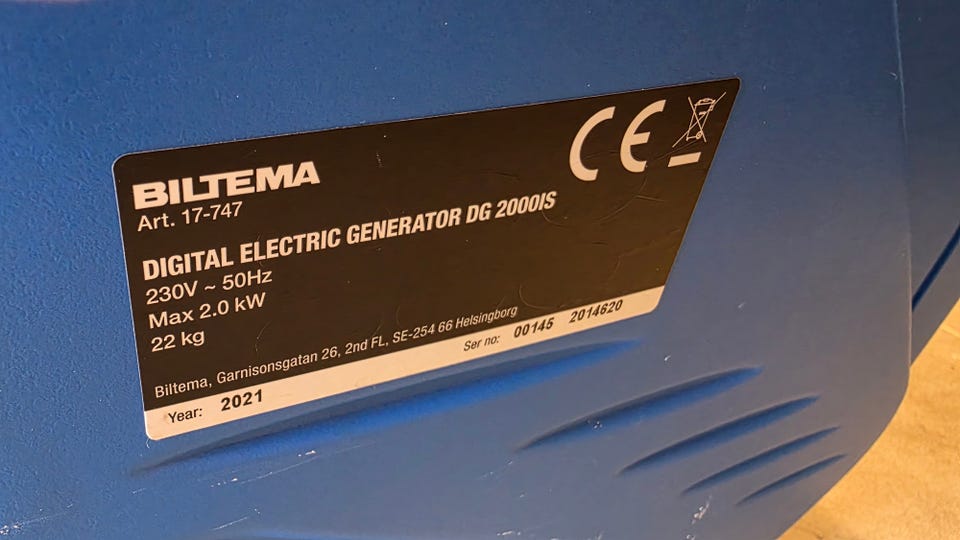 BILTEMA
Art. 17-747
CE
DIGITAL ELECTRIC GENERATOR DG 2000IS
230V ~ 50Hz
Max 2.0 kW
22 kg
Biltema, Garnisonsgatan 26, 2nd FL, SE-254 66 Helsingborg
Year: 2021 Ser no: 00145 2014620